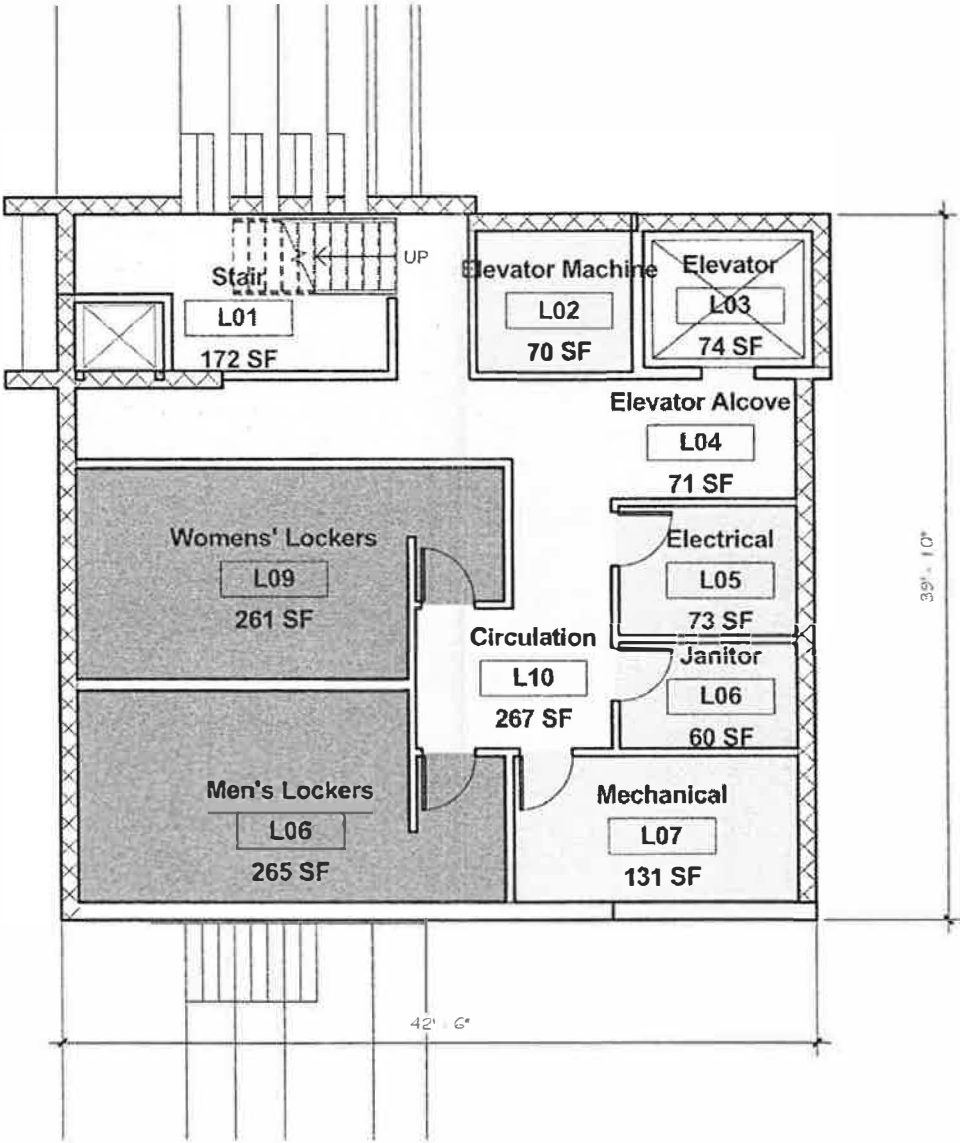 UP
Stair
L01
172 SF
Elevator Machine
L02
70 SF
Elevator
L03
74 SF
Elevator Alcove
L04
71 SF
Womens' Lockers
L09
261 SF
Electrical
L05
73 SF
Circulation
L10
267 SF
Janitor
L06
60 SF
Men's Lockers
L06
265 SF
Mechanical
L07
131 SF
39' - 10"
42' - 6"